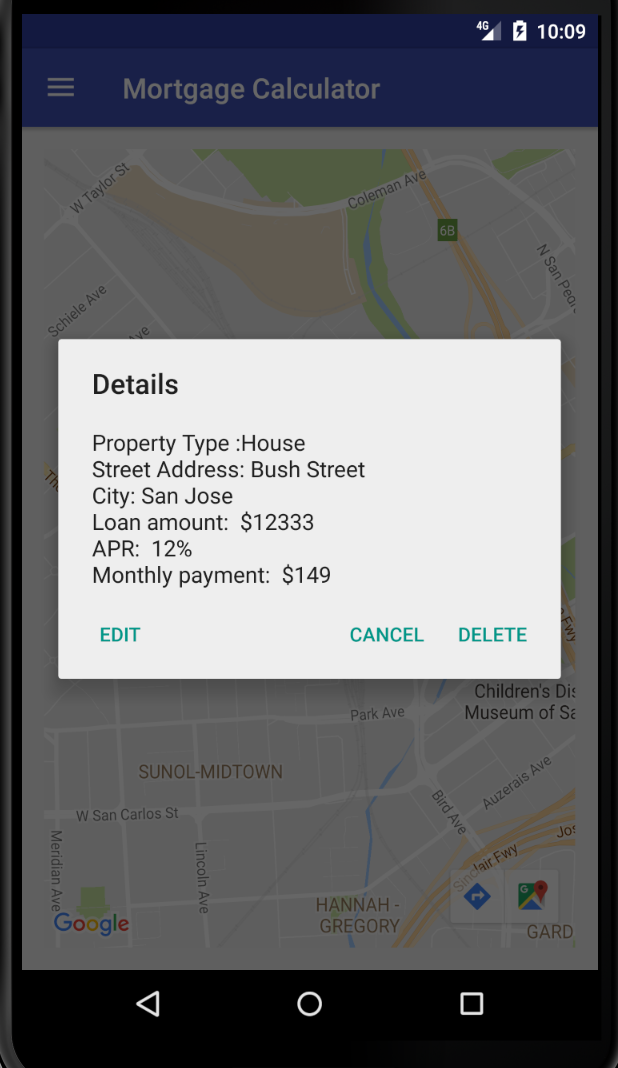 4G
10:09
Mortgage Calculator
W Taylor St
Coleman Ave
6B
Schiele Ave
Details
Property Type :House
Street Address: Bush Street
City: San Jose
Loan amount:  $12333
APR:  12%
Monthly payment:  $149
EDIT
CANCEL
DELETE
Children's Dis
Museum of Sa
Park Ave
SUNOL-MIDTOWN
Auzerais Ave
W San Carlos St
Bird Ave
Meridian Ave
Lincoln Ave
HANNAH -
GREGORY
Google
GARD